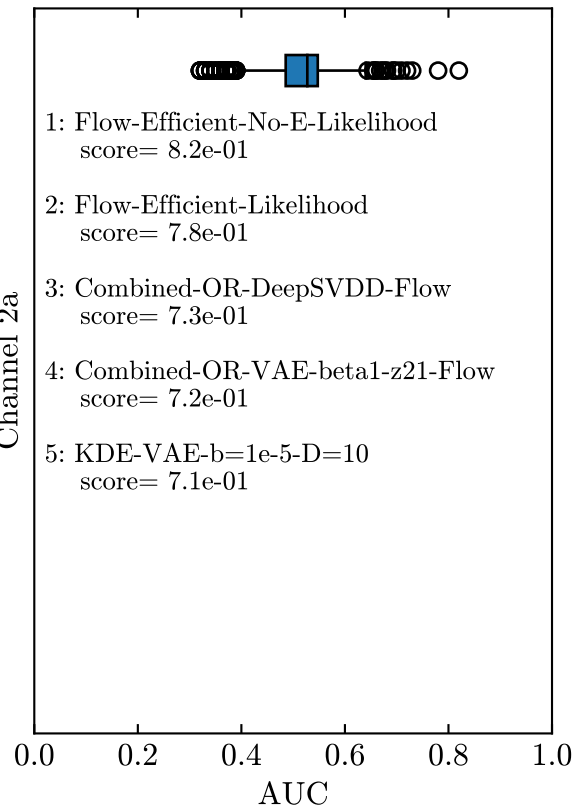 1: Flow-Efficient-No-E-Likelihood
score= 8.2e-01
2: Flow-Efficient-Likelihood
score= 7.8e-01
3: Combined-OR-DeepSVDD-Flow
score= 7.3e-01
4: Combined-OR-VAE-beta1-z21-Flow
score= 7.2e-01
5: KDE-VAE-b=1e-5-D=10
score= 7.1e-01
Channel 2a
0.0 0.2 0.4 0.6 0.8 1.0
AUC